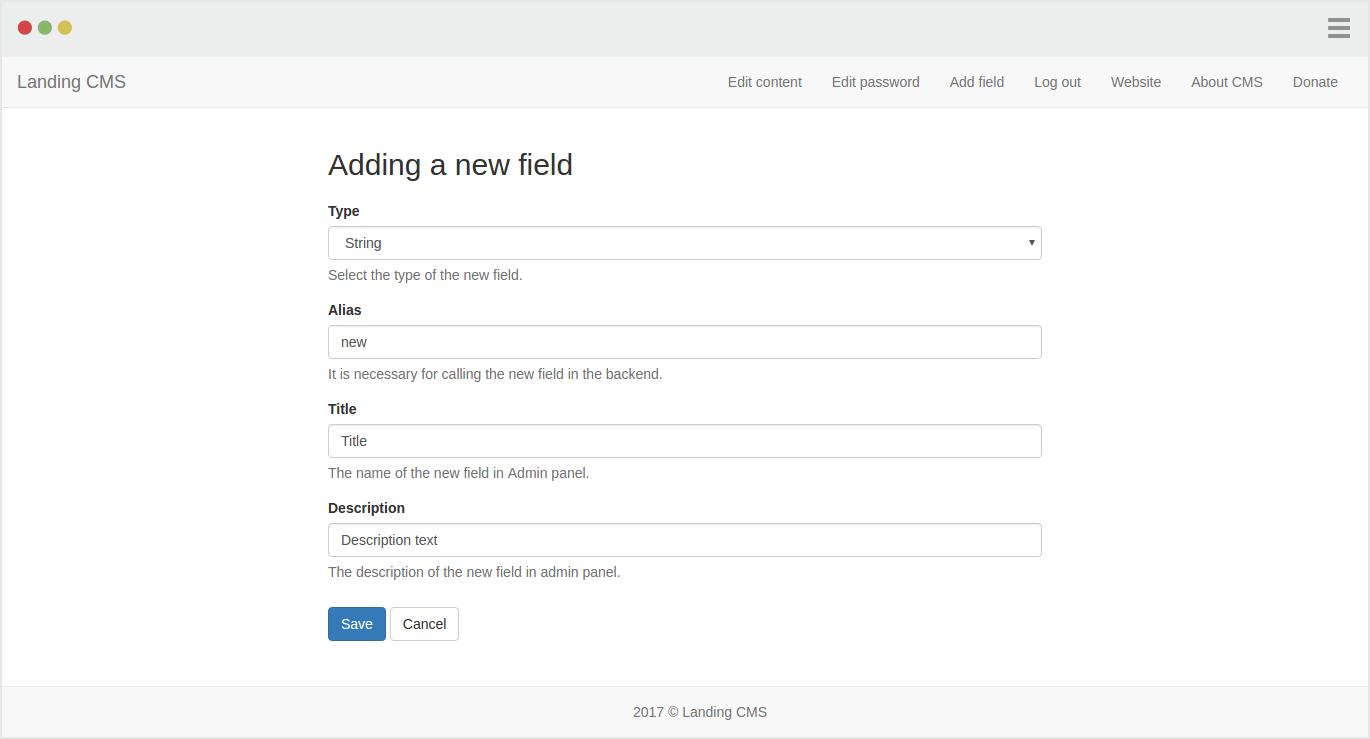 Landing CMS
Edit content Edit password Add field Log out Website About CMS Donate
Adding a new field
Type
String
Select the type of the new field.
Alias
new
It is necessary for calling the new field in the backend.
Title
Title
The name of the new field in Admin panel.
Description
Description text
The description of the new field in admin panel.
Save Cancel
2017 © Landing CMS